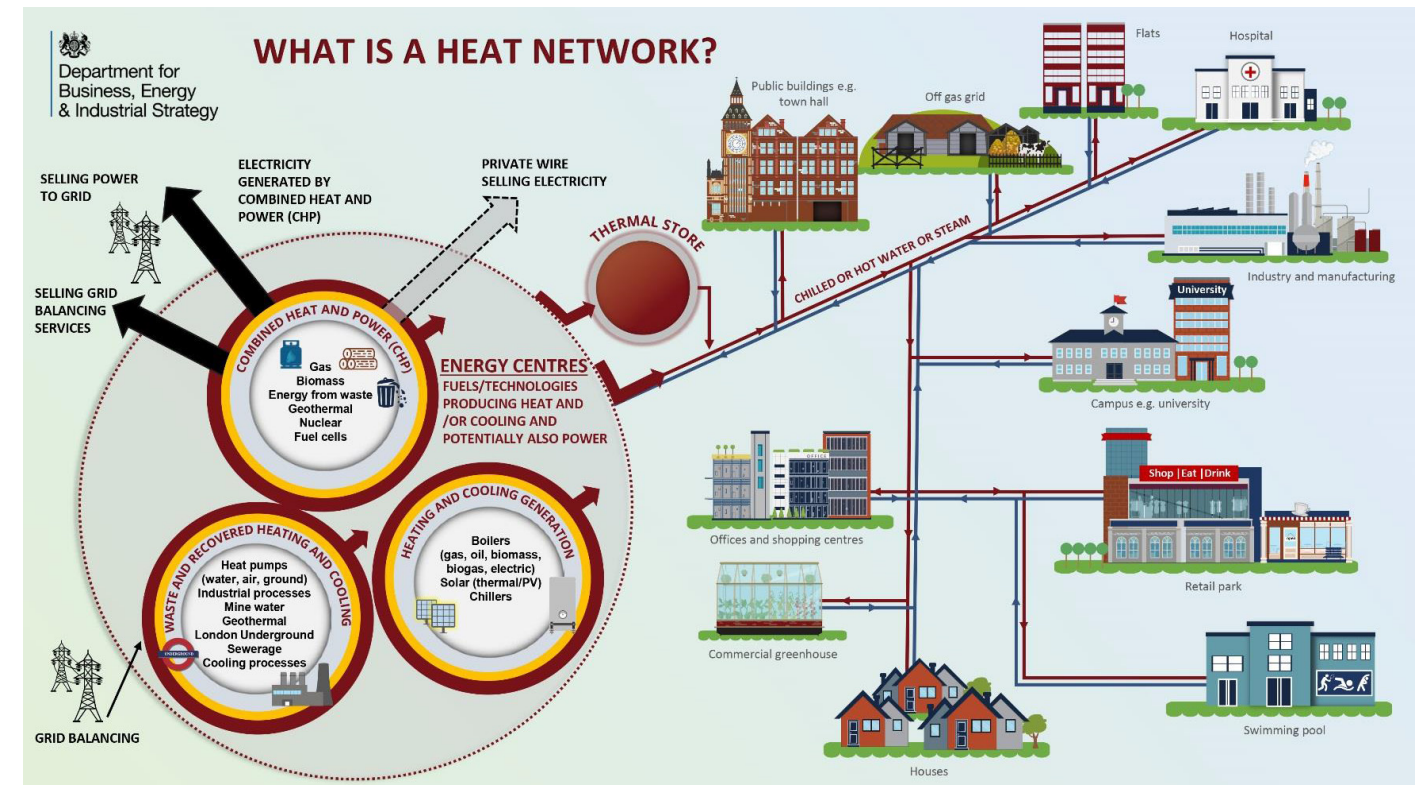 Department for
Business, Energy
& Industrial Strategy
WHAT IS A HEAT NETWORK?
SELLING POWER
TO GRID
ELECTRICITY
GENERATED BY
COMBINED HEAT AND
POWER (CHP)
PRIVATE WIRE
SELLING ELECTRICITY
SELLING GRID
BALANCING
SERVICES
COMBINED HEAT AND POWER (CHP)
Gas
Biomass
Energy from waste
Geothermal
Nuclear
Fuel cells
THERMAL STORE
ENERGY CENTRES
FUELS/TECHNOLOGIES
PRODUCING HEAT AND
/OR COOLING AND
POTENTIALLY ALSO POWER
HEATING AND COOLING GENERATION
Boilers
(gas, oil, biomass,
biogas, electric)
Solar (thermal/PV)
Chillers
WASTE AND RECOVERED HEATING AND COOLING
Heat pumps
(water, air, ground)
Industrial processes
Mine water
Geothermal
London Underground
Sewerage
Cooling processes
UNDERGROUND
GRID BALANCING
CHILLED OR HOT WATER OR STEAM
Public buildings e.g.
town hall
Off gas grid
Flats
Hospital
Industry and manufacturing
University
Campus e.g. university
OFFICE
Offices and shopping centres
Shop |Eat |Drink
Retail park
Commercial greenhouse
Houses
Swimming pool